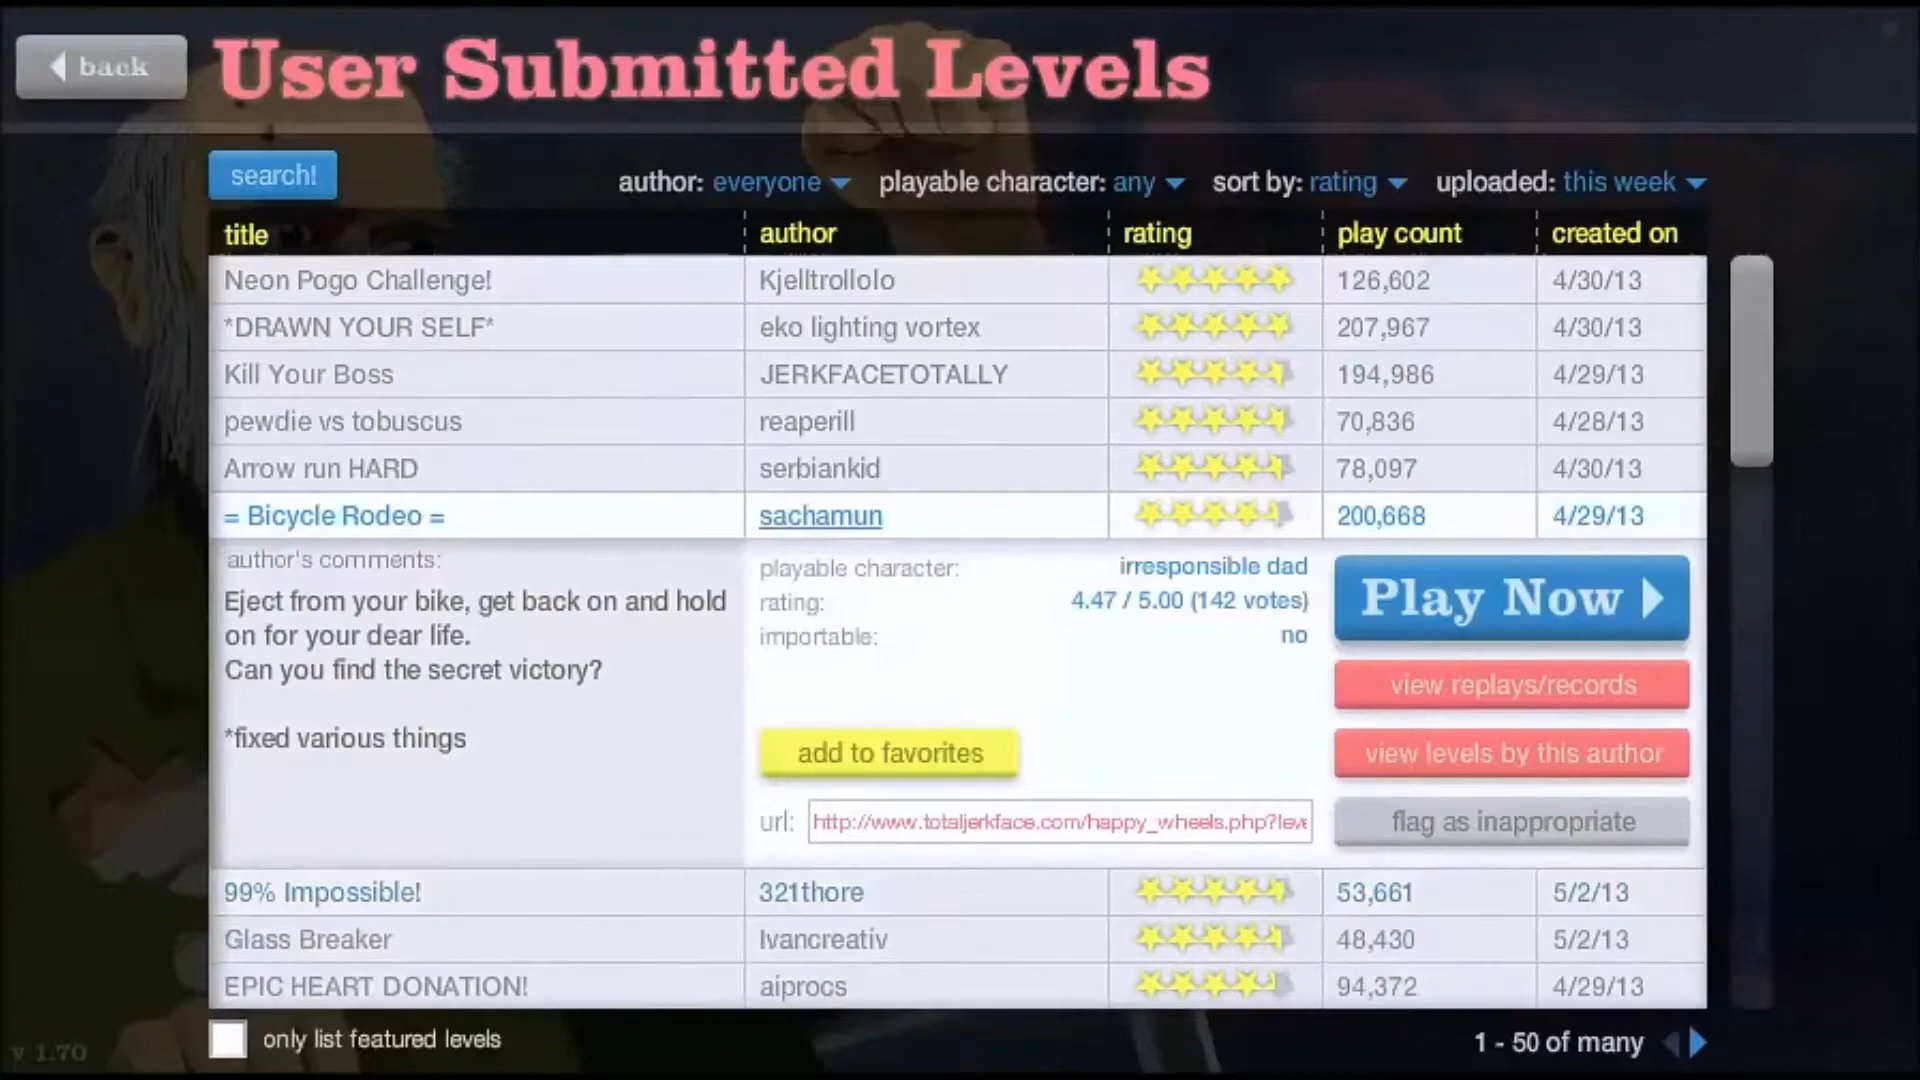 back
User Submitted Levels
search!
author: everyone playable character: any sort by: rating uploaded: this week
title author rating play count created on
Neon Pogo Challenge! Kjelltrollolo 126,602 4/30/13
*DRAWN YOUR SELF* eko lighting vortex 207,967 4/30/13
Kill Your Boss JERKFACETOTALLY 194,986 4/29/13
pewdie vs tobuscus reaperill 70,836 4/28/13
Arrow run HARD serbiankid 78,097 4/30/13
= Bicycle Rodeo = sachamun 200,668 4/29/13
author's comments:
Eject from your bike, get back on and hold
on for your dear life.
Can you find the secret victory?
*fixed various things
playable character: irresponsible dad
rating: 4.47 / 5.00 (142 votes)
importable: no
add to favorites
url: http://www.totaljerkface.com/happy_wheels.php?leve
Play Now
view replays/records
view levels by this author
flag as inappropriate
99% Impossible! 321thore 53,661 5/2/13
Glass Breaker Ivancreativ 48,430 5/2/13
EPIC HEART DONATION! aiprocs 94,372 4/29/13
only list featured levels
1 - 50 of many
v 1.70